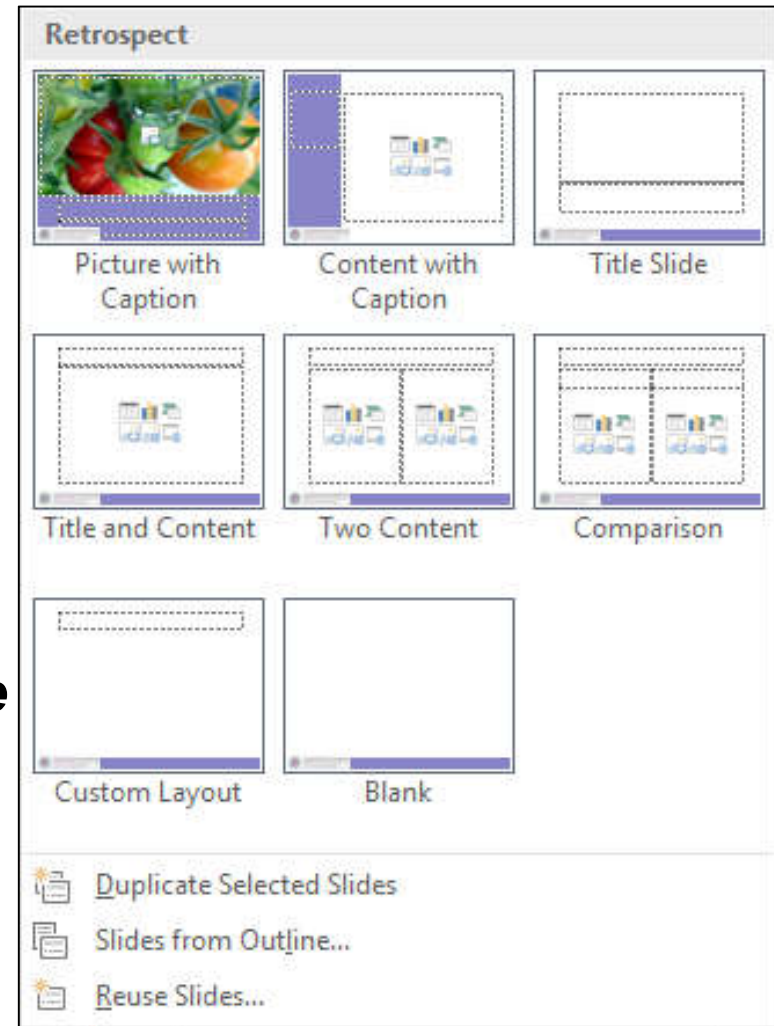 Retrospect
Picture with
Caption
Content with
Caption
Title Slide
Title and Content
Two Content
Comparison
e
Custom Layout
Blank
Duplicate Selected Slides
Slides from Outline...
Reuse Slides...